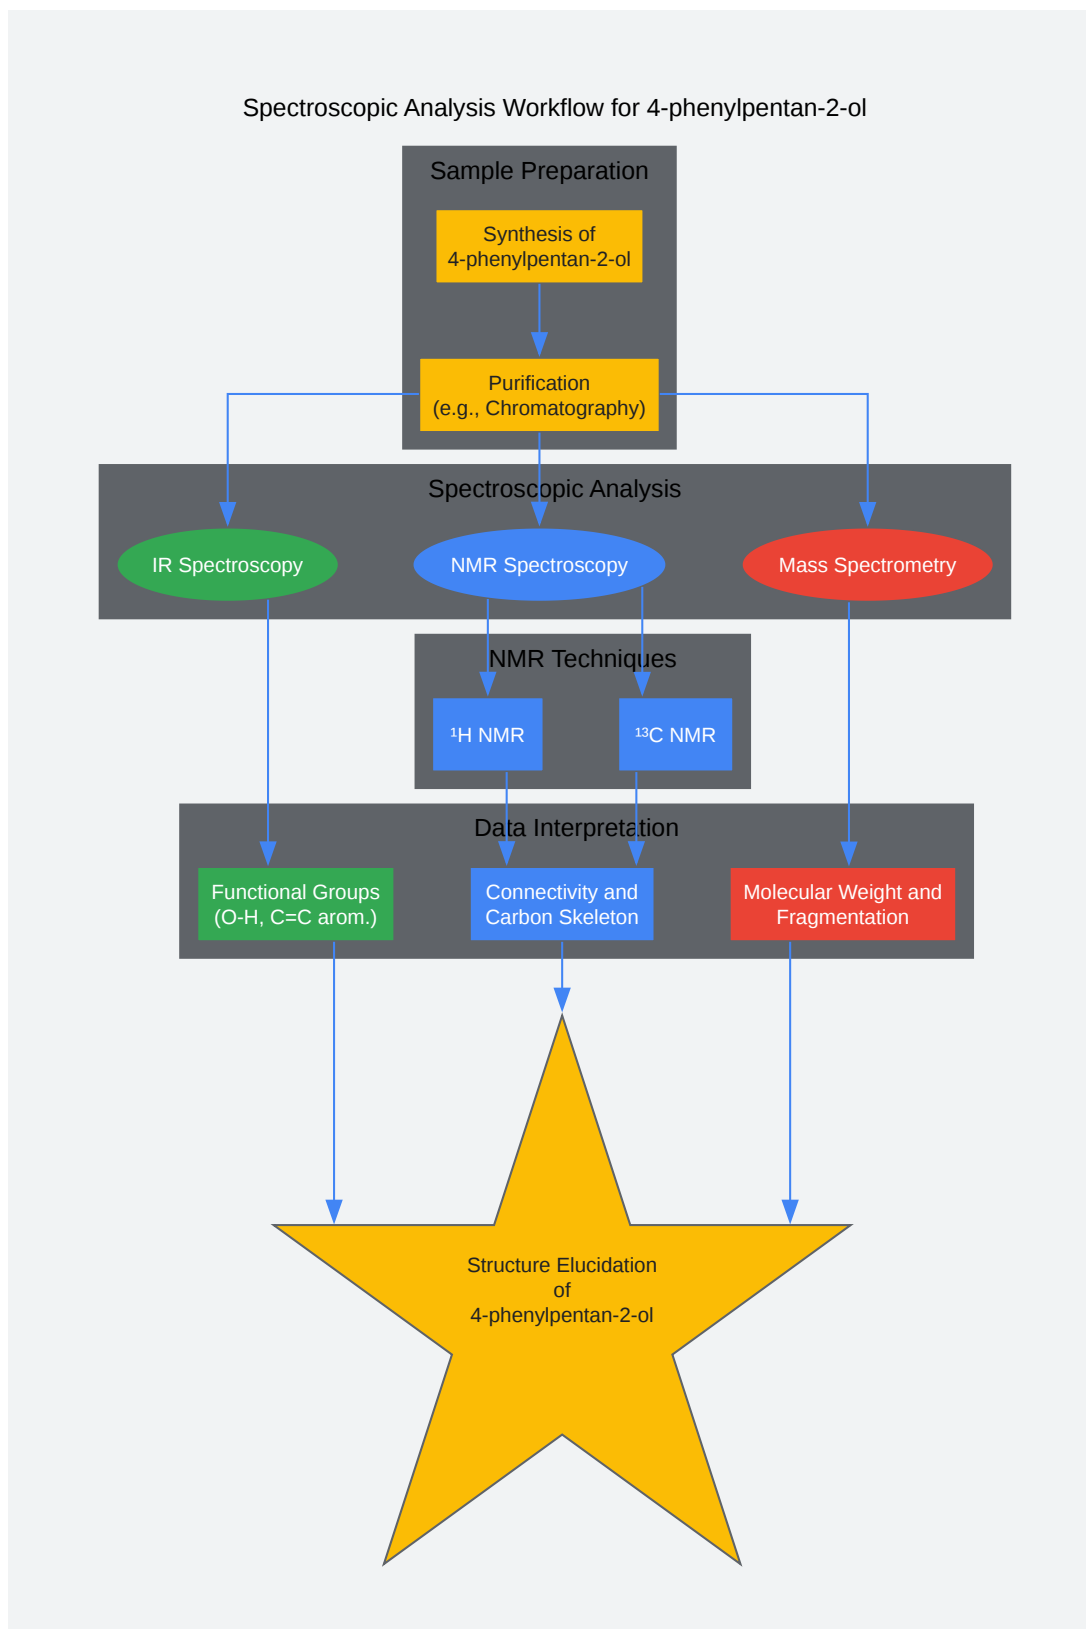 Spectroscopic Analysis Workflow for 4-phenylpentan-2-ol
Sample Preparation
Synthesis of
4-phenylpentan-2-ol
Purification
(e.g., Chromatography)
Spectroscopic Analysis
IR Spectroscopy
NMR Spectroscopy
Mass Spectrometry
NMR Techniques
¹H NMR
¹³C NMR
Data Interpretation
Functional Groups
(O-H, C=C arom.)
Connectivity and
Carbon Skeleton
Molecular Weight and
Fragmentation
Structure Elucidation
of
4-phenylpentan-2-ol